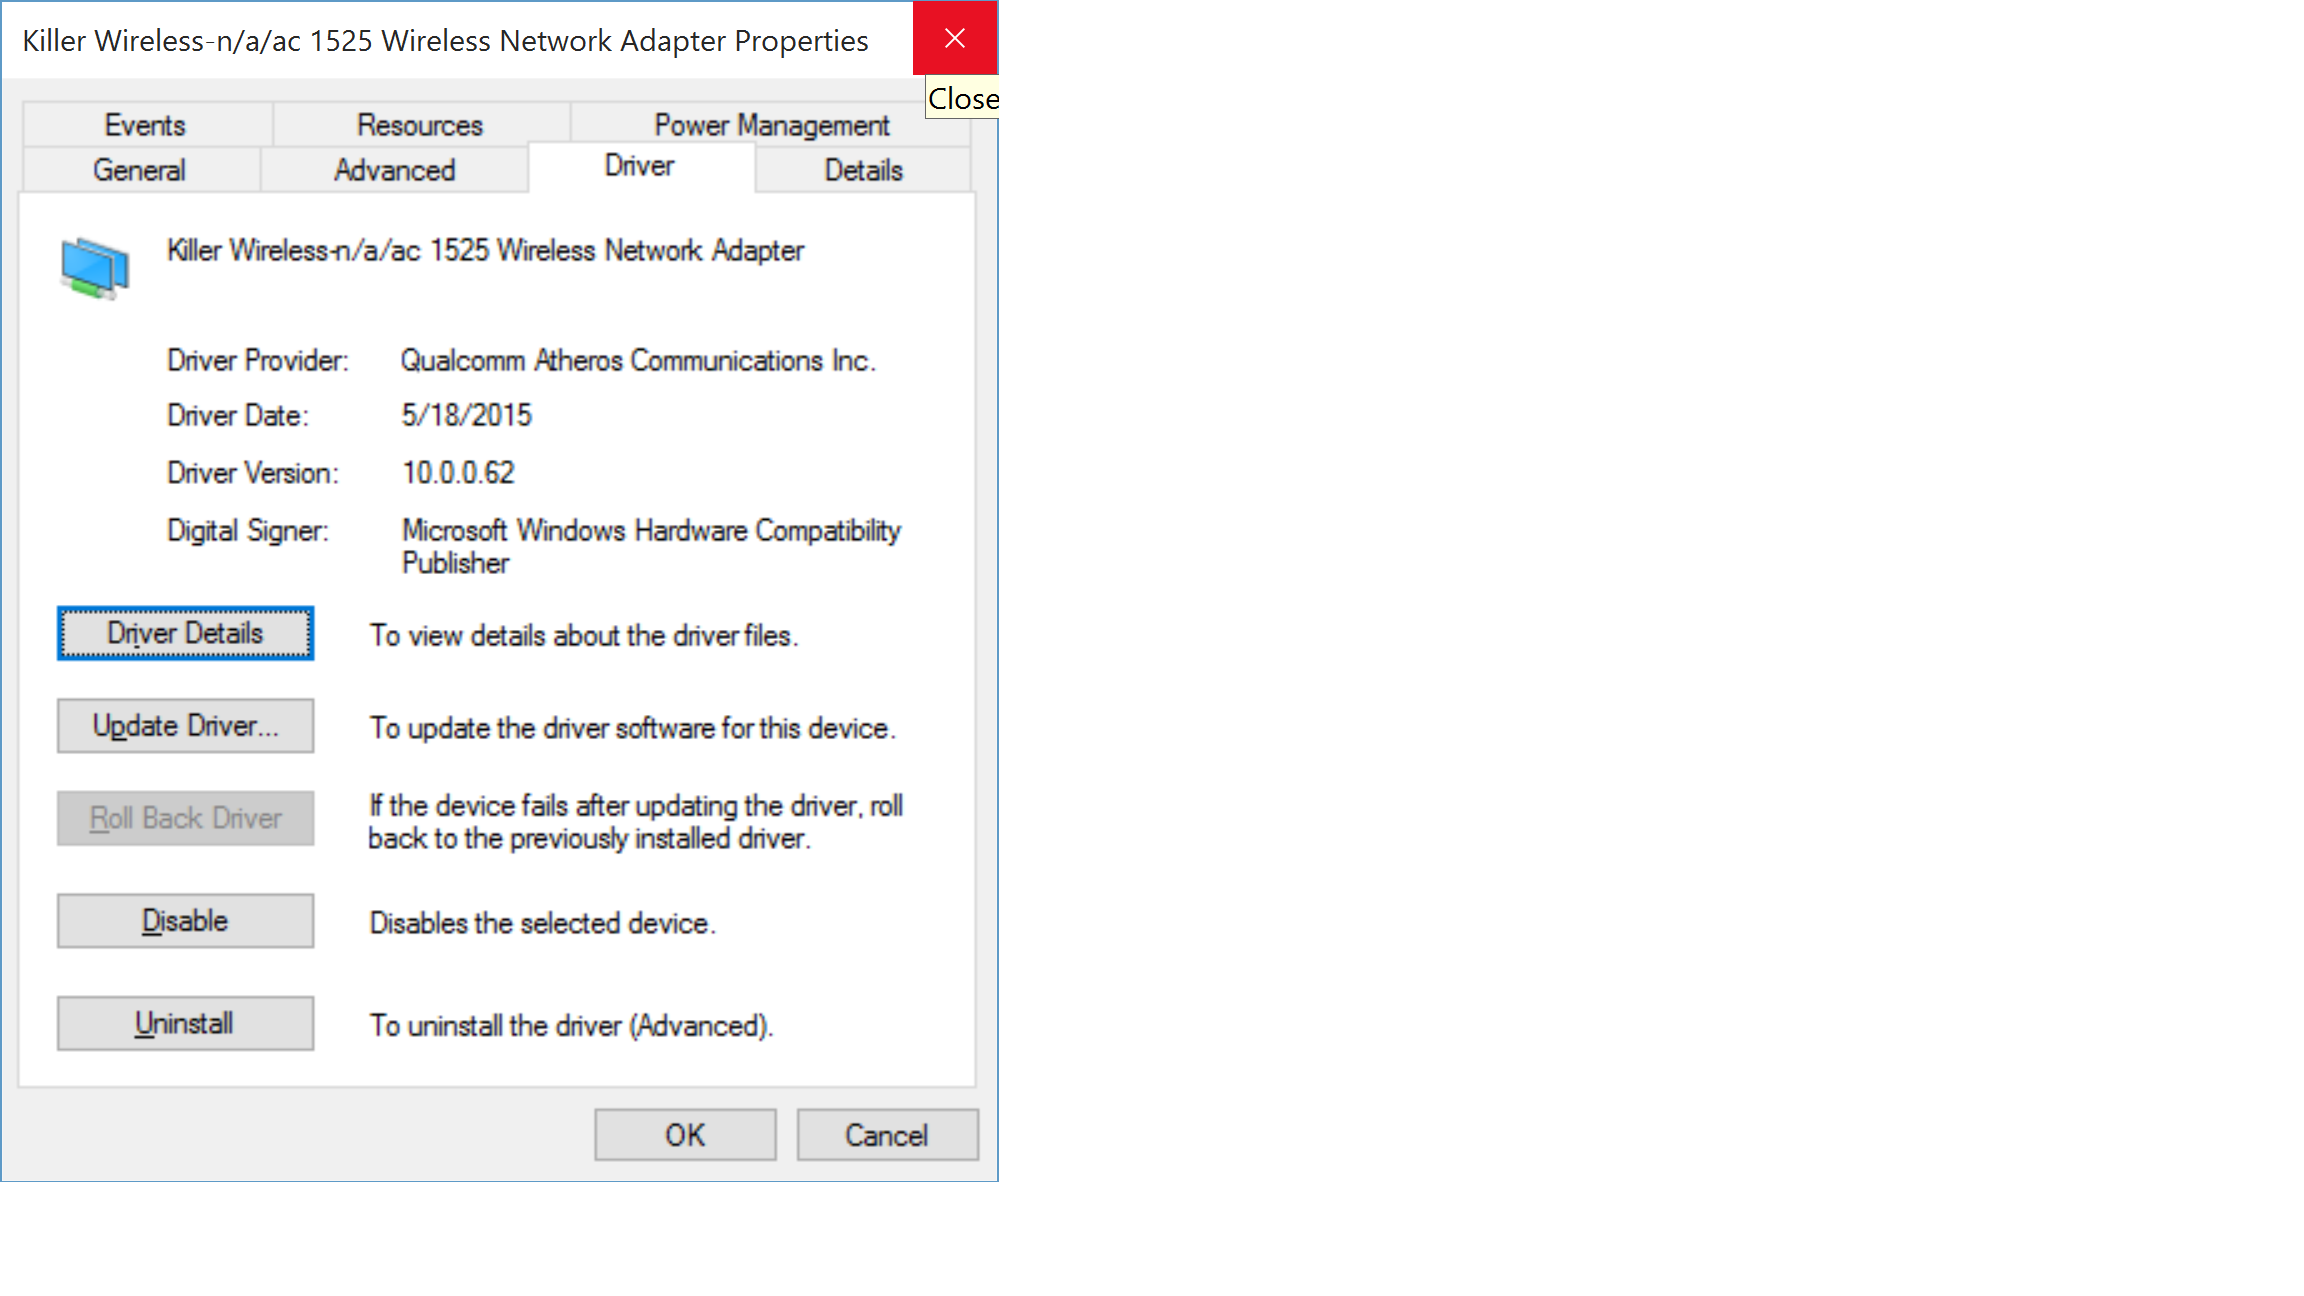 Killer Wireless-n/a/ac 1525 Wireless Network Adapter Properties
Close
Events Resources Power Management
General Advanced Driver Details
Killer Wireless-n/a/ac 1525 Wireless Network Adapter
Driver Provider: Qualcomm Atheros Communications Inc.
Driver Date: 5/18/2015
Driver Version: 10.0.0.62
Digital Signer: Microsoft Windows Hardware Compatibility
Publisher
Driver Details To view details about the driver files.
Update Driver... To update the driver software for this device.
Roll Back Driver If the device fails after updating the driver, roll
back to the previously installed driver.
Disable Disables the selected device.
Uninstall To uninstall the driver (Advanced).
OK Cancel